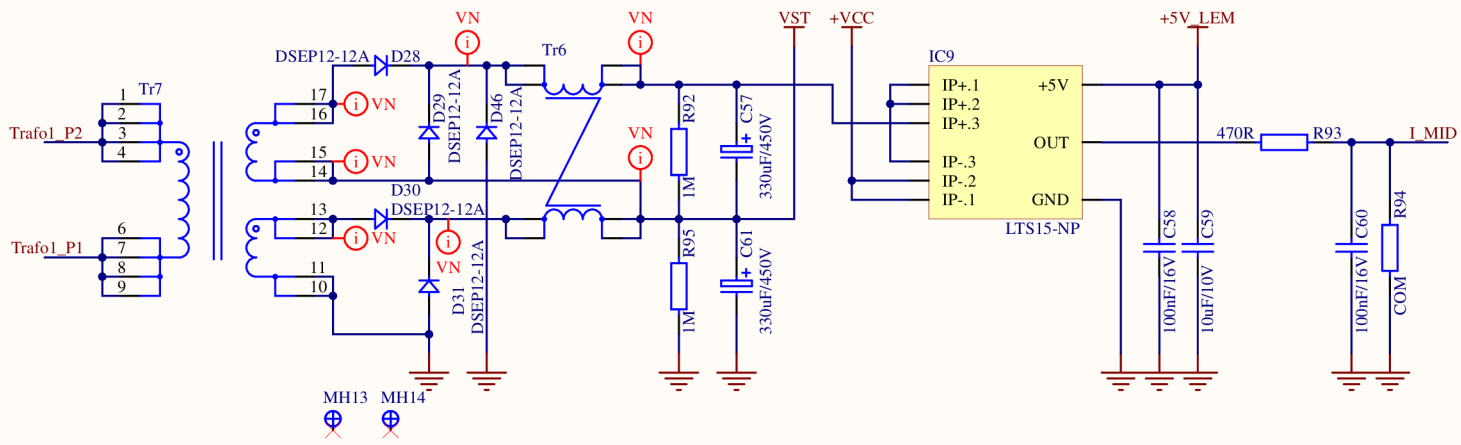 VN
VN
VST
+VCC
+5V_LEM
DSEP12-12A
D28
Tr6
IC9
Tr7
1
2
3
4
Trafo1_P2
17
16
VN
15
14
VN
D29
DSEP12-12A
D46
DSEP12-12A
VN
R92
1M
C57
330uF/450V
IP+.1
IP+.2
IP+.3
IP-.3
IP-.2
IP-.1
+5V
OUT
GND
LTS15-NP
470R
R93
I_MID
D30
DSEP12-12A
13
12
VN
11
10
VN
6
7
8
9
Trafo1_P1
D31
DSEP12-12A
R95
1M
C61
330uF/450V
C58
100nF/16V
C59
10uF/10V
C60
100nF/16V
R94
COM
MH13
MH14